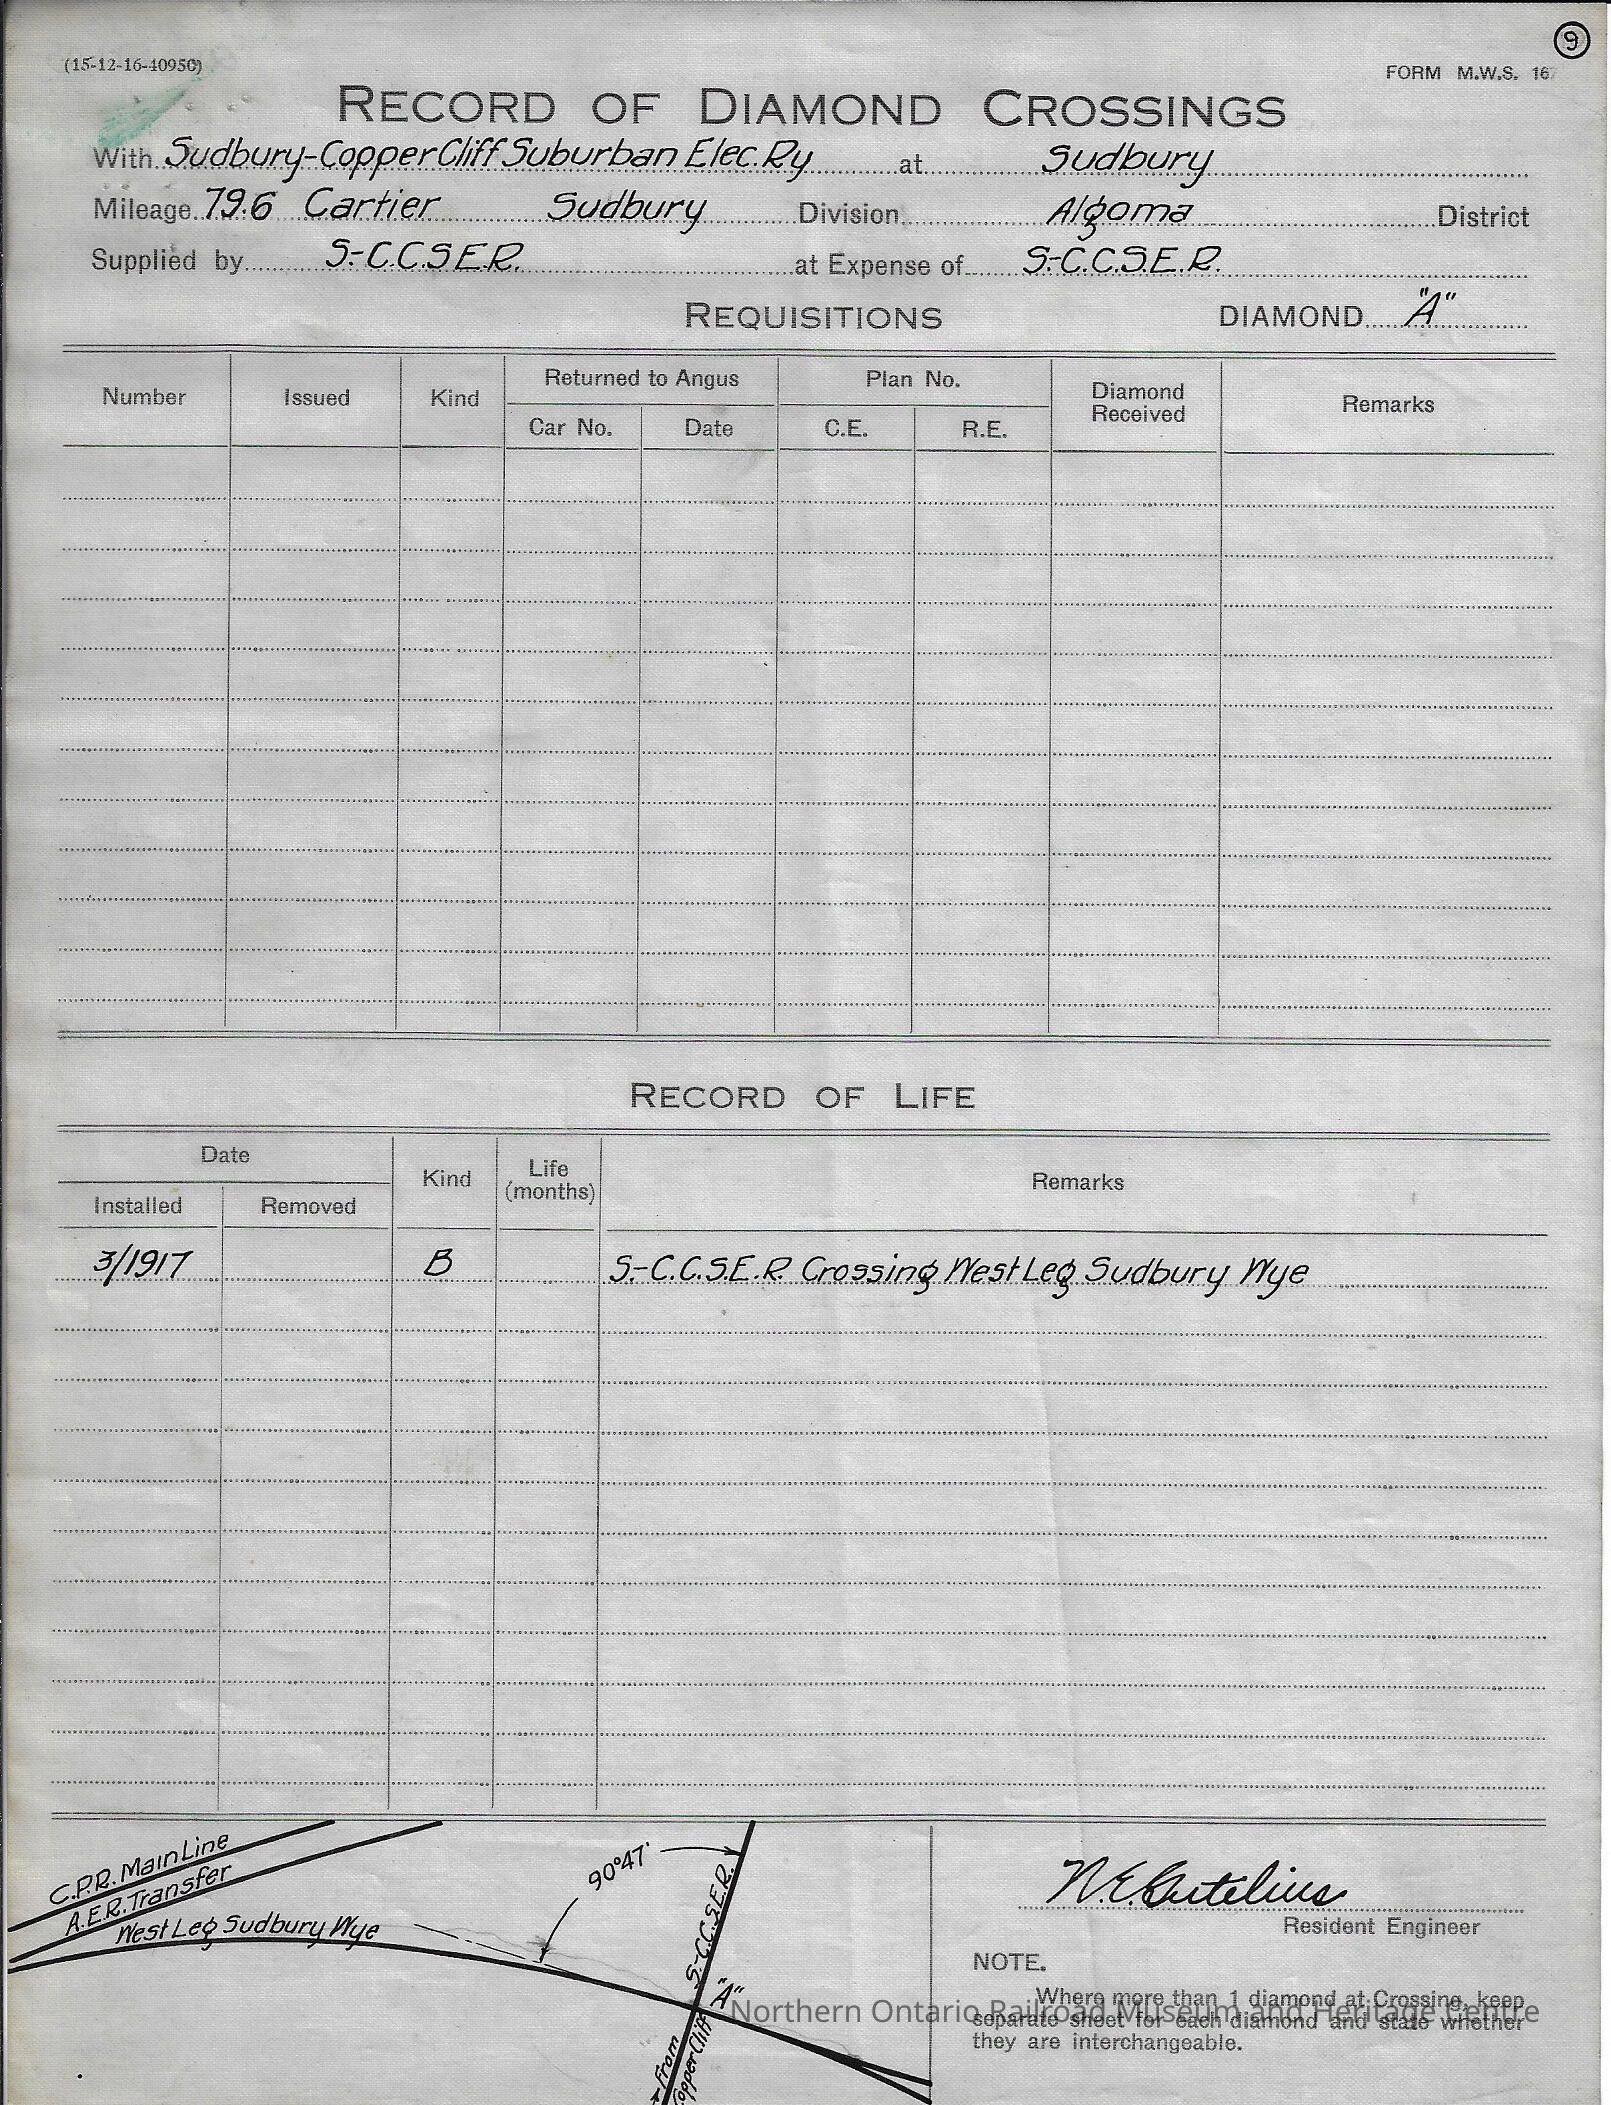 9
(15-12-16-40950)
FORM M.W.S. 167
RECORD OF DIAMOND CROSSINGS
With Sudbury-Copper Cliff Suburban Elec. Ry at Sudbury
Mileage 79.6 Cartier Sudbury Division Algoma District
Supplied by S-C.C.S.E.R. at Expense of S-C.C.S.E.R.
REQUISITIONS DIAMOND "A"
Number Issued Kind Returned to Angus Plan No. Diamond Received Remarks
Car No. Date C.E. R.E.
RECORD OF LIFE
Date Kind Life (months) Remarks
Installed Removed
3/1917 B S-C.C.S.E.R. Crossing West Leg Sudbury Wye
C.P.R. Main Line
A.E.R. Transfer
West Leg Sudbury Wye
90°47'
S-C.C.S.E.R.
"A"
From
Copper Cliff
N.E. Gutelius
Resident Engineer
NOTE.
Where more than 1 diamond at Crossing, keep
separate sheet for each diamond and state whether
they are interchangeable.
Northern Ontario Railroad Museum and Heritage Centre